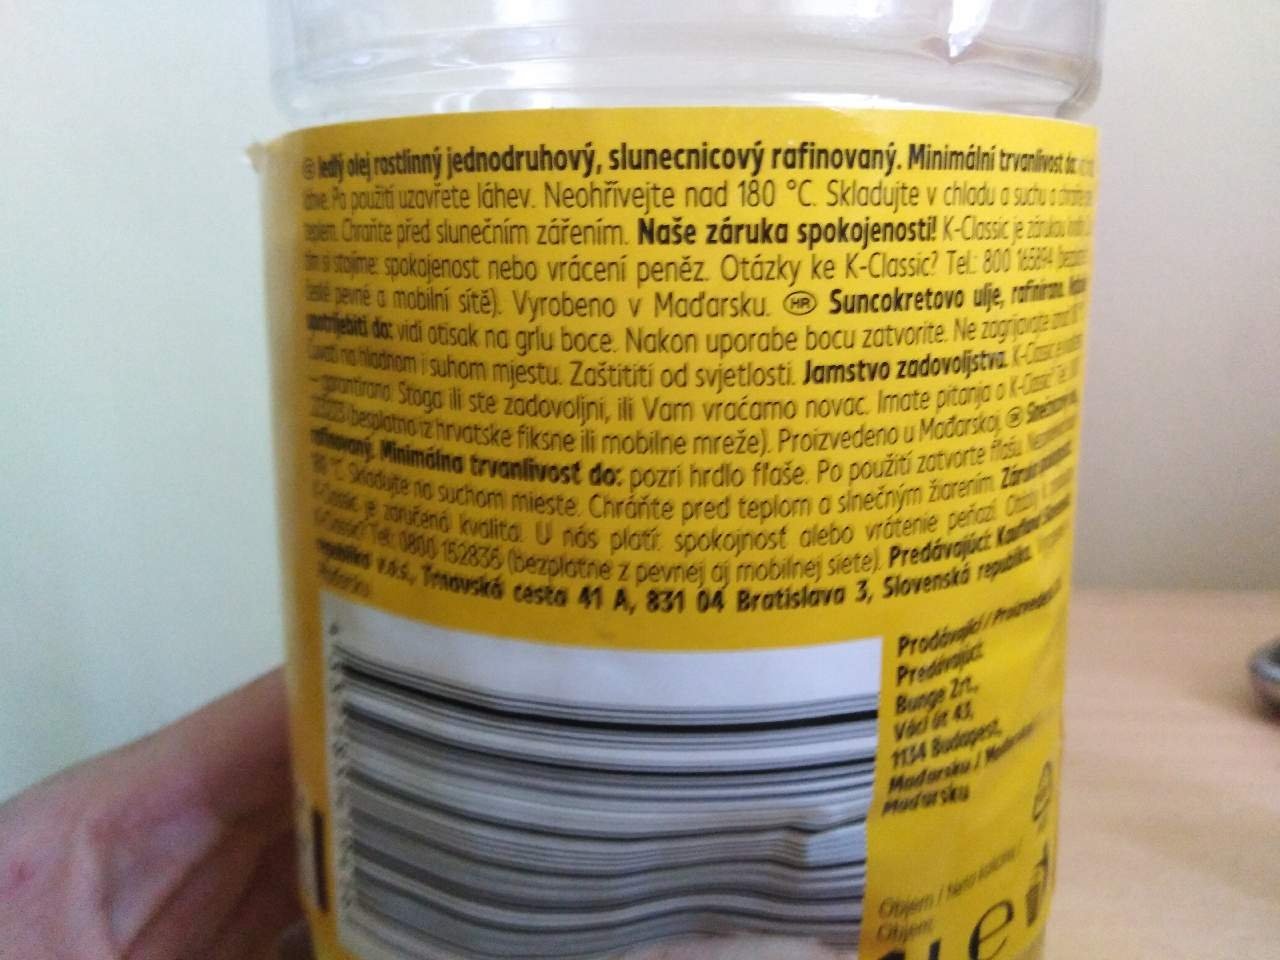 Jedlý olej rostlinný jednodruhový, slunecnicový rafinovaný. Minimální trvanlivost do:
Po použití uzavřete láhev. Neohřívejte nad 180 °C. Skladujte v chladu a suchu a chraňte
teplem. Chraňte před slunečním zářením. Naše záruka spokojenosti! K-Classic je zárukou
tím si stojíme: spokojenost nebo vrácení peněz. Otázky ke K-Classic? Tel.: 800 165894
české pevné a mobilní sítě). Vyrobeno v Maďarsku. HR Suncokretovo ulje, rafinirano.
upotrijebiti do: vidi otisak na grlu boce. Nakon uporabe bocu zatvorite. Ne zagrijavate
na hladnom i suhom mjestu. Zaštititi od svjetlosti. Jamstvo zadovoljstva. K-Classic
garantirano. Stoga ili ste zadovoljni, ili Vam vraćamo novac. Imate pitanja o K-Classic? Tel.
(besplatno iz hrvatske fiksne ili mobilne mreže). Proizvedeno u Mađarskoj.
rafinovaný. Minimálna trvanlivosť do: pozri hrdlo fľaše. Po použití zatvorte fľašu.
°C. Skladujte na suchom mieste. Chráňte pred teplom a slnečným žiarením.
K-Classic je zaručená kvalita. U nás platí: spokojnosť alebo vrátenie peňazí. Otázky
K-Classic? Tel.: 0800 152835 (bezplatne z pevnej aj mobilnej siete). Predávajúci: Kaufland
republika v.o.s., Trnavská cesta 41 A, 831 04 Bratislava 3, Slovenská republika.
Maďarsku
Prodávající /
Predávajúci:
Bunge Zrt.,
Váci út 43,
1134 Budapest,
Maďarsku /
Maďarsku
Objem /
Objem:
e